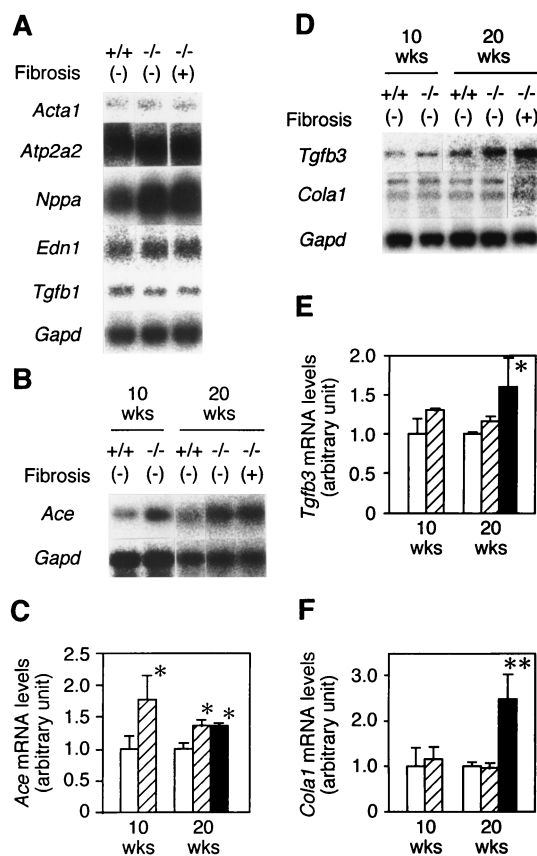 A
+/+ -/- -/-
Fibrosis (-) (-) (+)
Acta1
Atp2a2
Nppa
Edn1
Tgfb1
Gapd
B
10 20
wks wks
+/+ -/- +/+ -/- -/-
Fibrosis (-) (-) (-) (-) (+)
Ace
Gapd
C
Ace mRNA levels
(arbitrary unit)
2.5
2.0
1.5
1.0
0.5
0
*
* *
10 20
wks wks
D
10 20
wks wks
+/+ -/- +/+ -/- -/-
Fibrosis (-) (-) (-) (-) (+)
Tgfb3
Cola1
Gapd
E
Tgfb3 mRNA levels
(arbitrary unit)
2.0
1.5
1.0
0.5
0
*
10 20
wks wks
F
Cola1 mRNA levels
(arbitrary unit)
3.0
2.0
1.0
0
**
10 20
wks wks